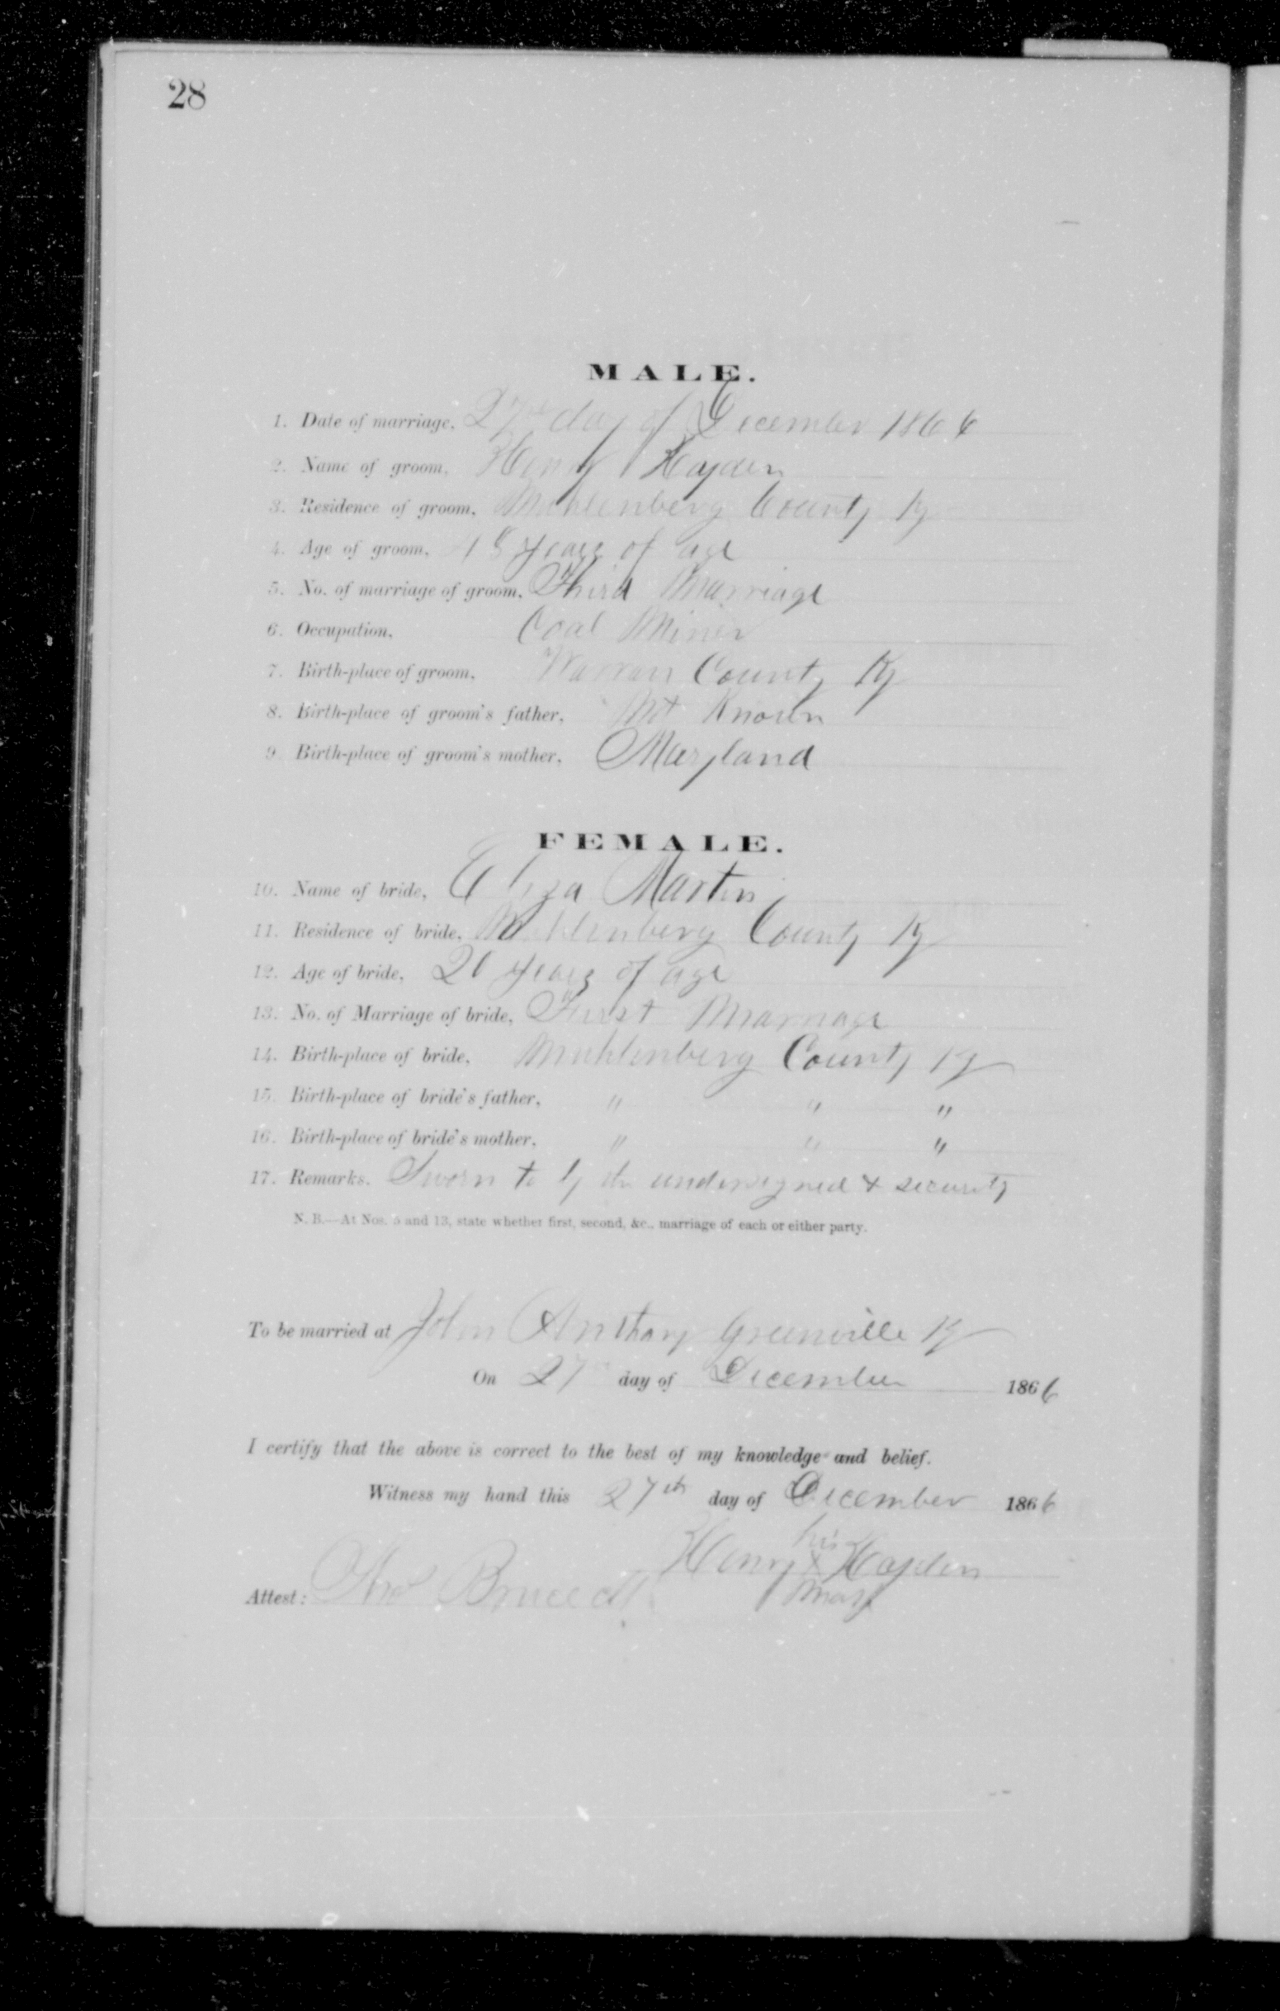 28
MALE.
1. Date of marriage, 27th day of December 1866
2. Name of groom, Henry Hayden
3. Residence of groom, Muhlenberg County Ky
4. Age of groom, 48 years of age
5. No. of marriage of groom, Third Marriage
6. Occupation, Coal Miner
7. Birth-place of groom, Warren County Ky
8. Birth-place of groom's father, Not Known
9. Birth-place of groom's mother, Maryland
FEMALE.
10. Name of bride, Eliza Martin
11. Residence of bride, Muhlenberg County Ky
12. Age of bride, years of age
13. No. of Marriage of bride, First Marriage
14. Birth-place of bride, Muhlenberg County Ky
15. Birth-place of bride's father, " " "
16. Birth-place of bride's mother, " " "
17. Remarks, Sworn to by the undersigned & security
N. B.—At Nos. 5 and 13, state whether first, second, &c., marriage of each or either party.
To be married at John Anthony Greenville Ky
On 27th day of December 1866
I certify that the above is correct to the best of my knowledge and belief.
Witness my hand this 27th day of December 1866
his
Henry X Hayden
Attest: Bruce mark